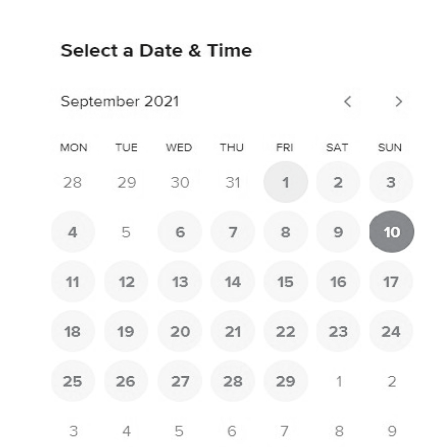 Select a Date & Time
September 2021 < >
MON TUE WED THU FRI SAT SUN
28 29 30 31 1 2 3
4 5 6 7 8 9 10
11 12 13 14 15 16 17
18 19 20 21 22 23 24
25 26 27 28 29 1 2
3 4 5 6 7 8 9